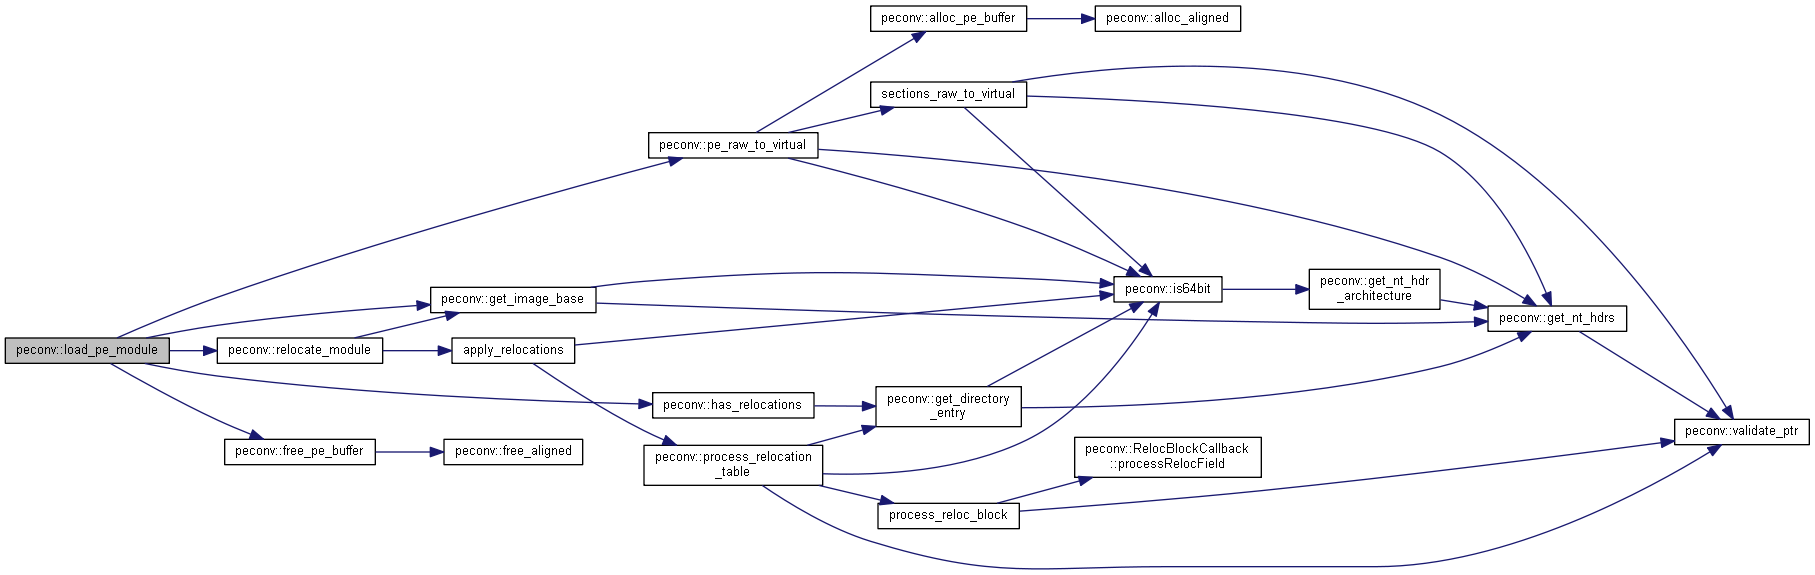 peconv::alloc_pe_buffer
peconv::alloc_aligned
sections_raw_to_virtual
peconv::pe_raw_to_virtual
peconv::is64bit
peconv::get_nt_hdr
_architecture
peconv::get_image_base
peconv::get_nt_hdrs
peconv::load_pe_module
peconv::relocate_module
apply_relocations
peconv::has_relocations
peconv::get_directory
_entry
peconv::validate_ptr
peconv::free_pe_buffer
peconv::free_aligned
peconv::process_relocation
_table
peconv::RelocBlockCallback
::processRelocField
process_reloc_block